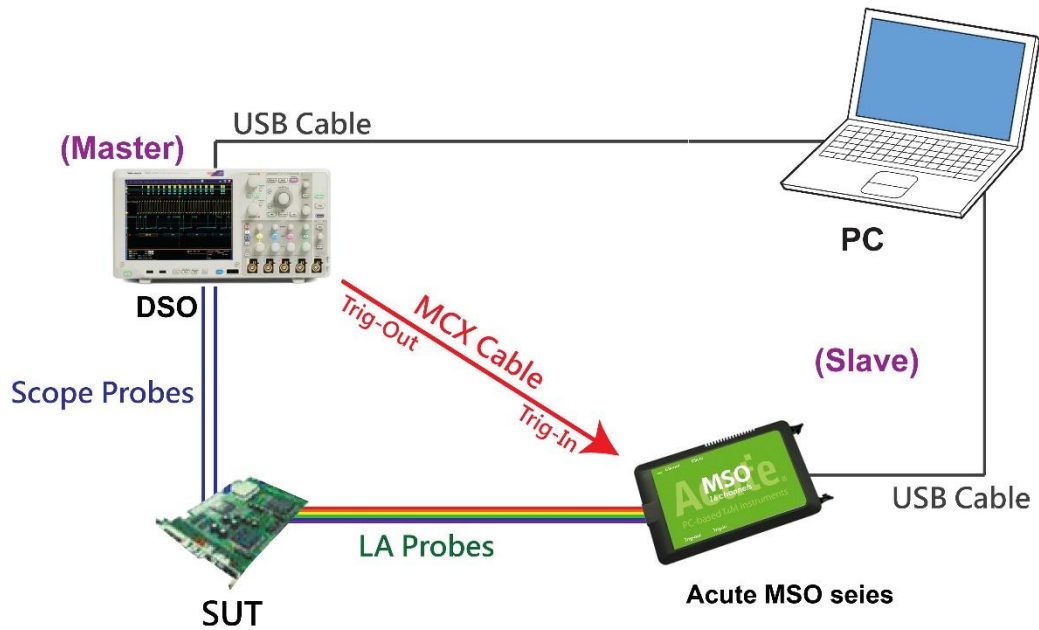 USB Cable
(Master)
PC
DSO
MCX Cable
Trig-Out
Trig-In
(Slave)
Scope Probes
Acute
MSO
PC-based T&M Instruments
USB Cable
LA Probes
SUT
Acute MSO seies